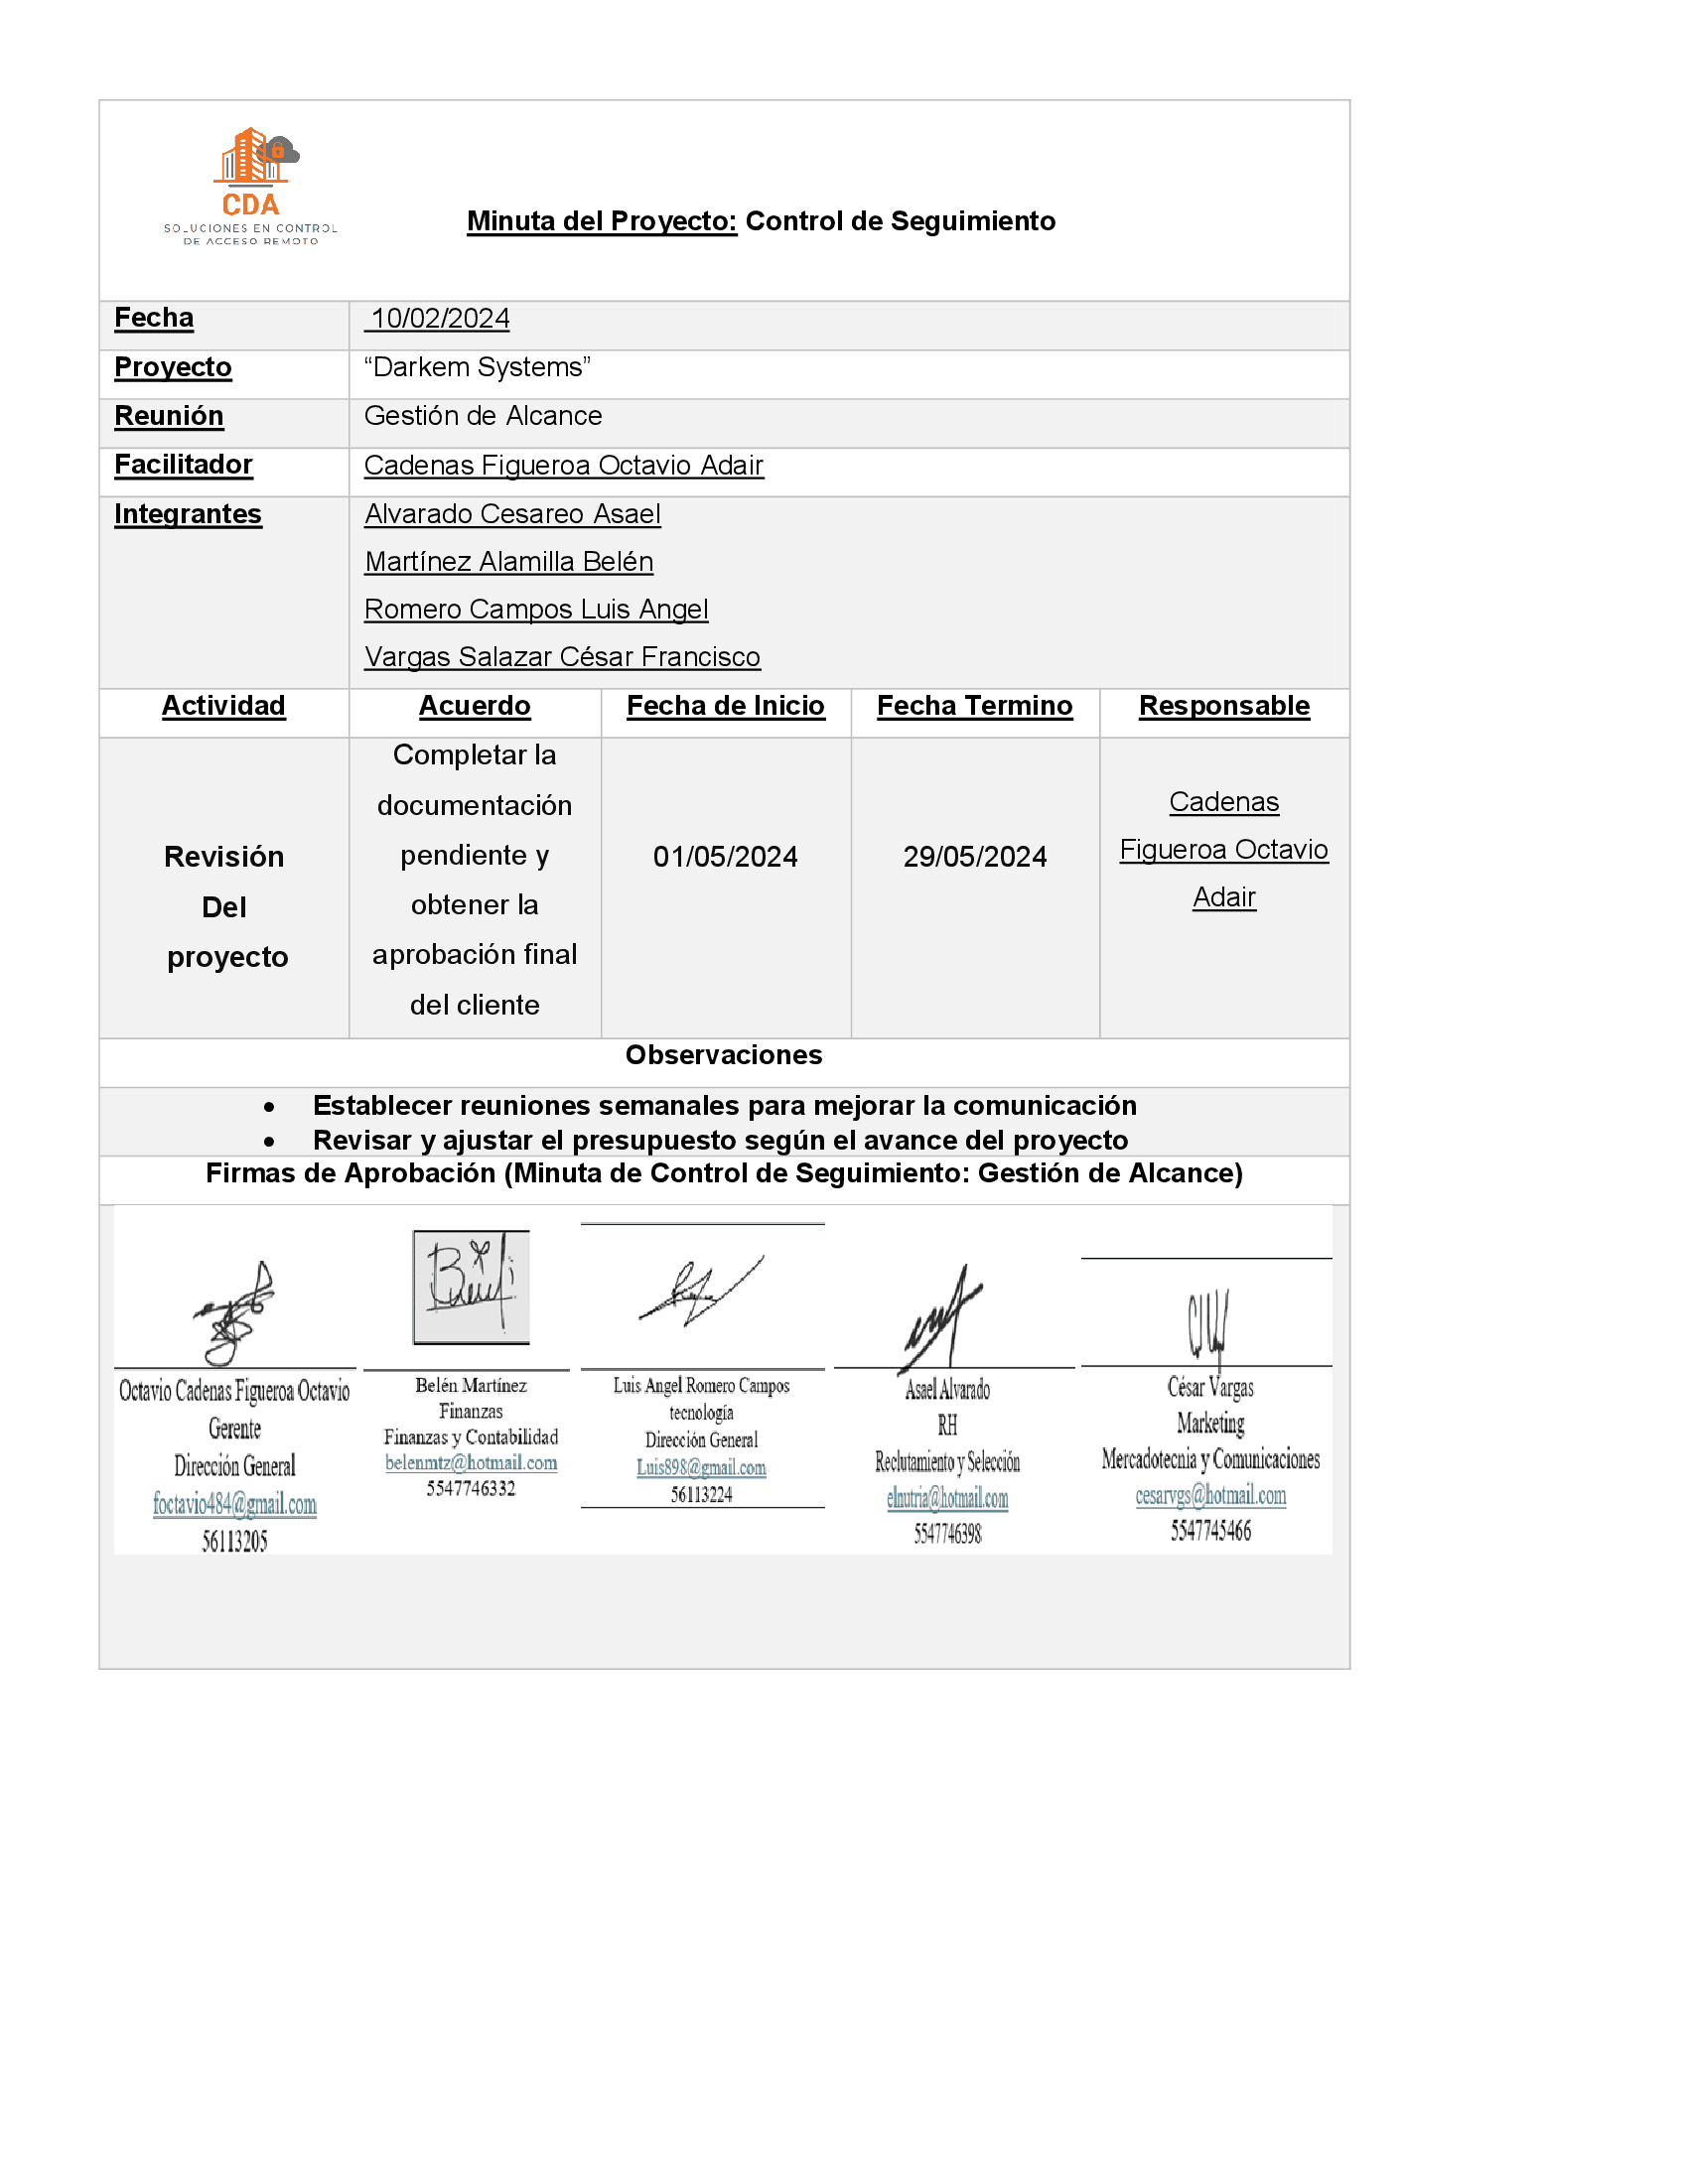 CDA
SOLUCIONES EN CONTROL
DE ACCESO REMOTO
Minuta del Proyecto: Control de Seguimiento
Fecha 10/02/2024
Proyecto “Darkem Systems”
Reunión Gestión de Alcance
Facilitador Cadenas Figueroa Octavio Adair
Integrantes Alvarado Cesareo Asael
Martínez Alamilla Belén
Romero Campos Luis Angel
Vargas Salazar César Francisco
Actividad Acuerdo Fecha de Inicio Fecha Termino Responsable
Revisión
Del
proyecto
Completar la
documentación
pendiente y
obtener la
aprobación final
del cliente
01/05/2024
29/05/2024
Cadenas
Figueroa Octavio
Adair
Observaciones
• Establecer reuniones semanales para mejorar la comunicación
• Revisar y ajustar el presupuesto según el avance del proyecto
Firmas de Aprobación (Minuta de Control de Seguimiento: Gestión de Alcance)
Octavio Cadenas Figueroa Octavio
Gerente
Dirección General
foctavio484@gmail.com
56113205
Belén Martínez
Finanzas
Finanzas y Contabilidad
belenmtz@hotmail.com
5547746332
Luis Angel Romero Campos
tecnología
Dirección General
Luis898@gmail.com
56113224
Asael Alvarado
RH
Reclutamiento y Selección
elnutria@hotmail.com
5547746398
César Vargas
Marketing
Mercadotecnia y Comunicaciones
cesarvgs@hotmail.com
5547745466